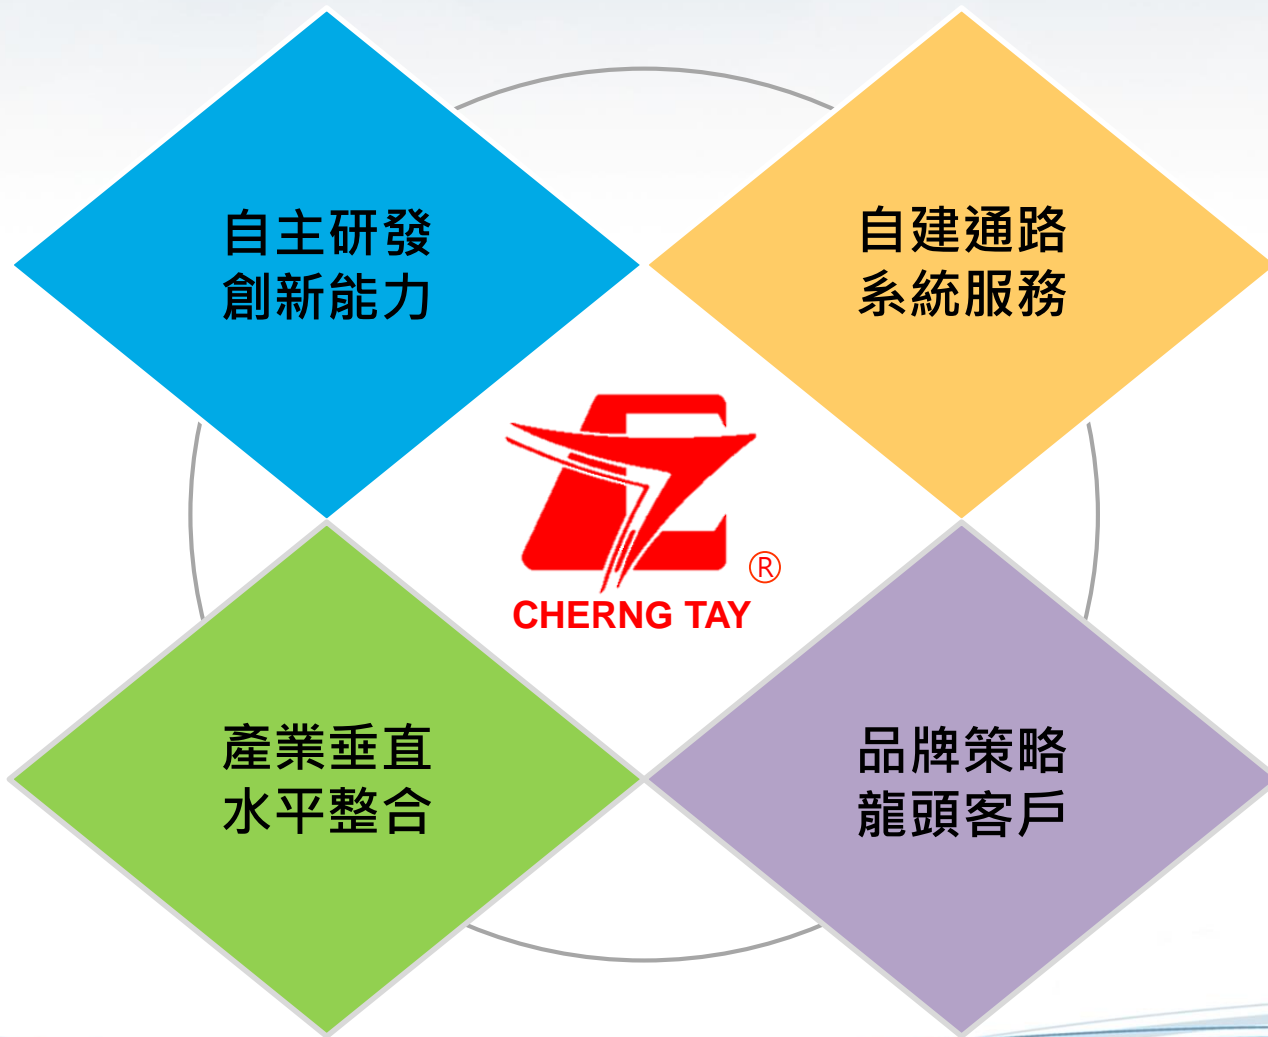 自主研發
創新能力
自建通路
系統服務
®
CHERNG TAY
產業垂直
水平整合
品牌策略
龍頭客戶